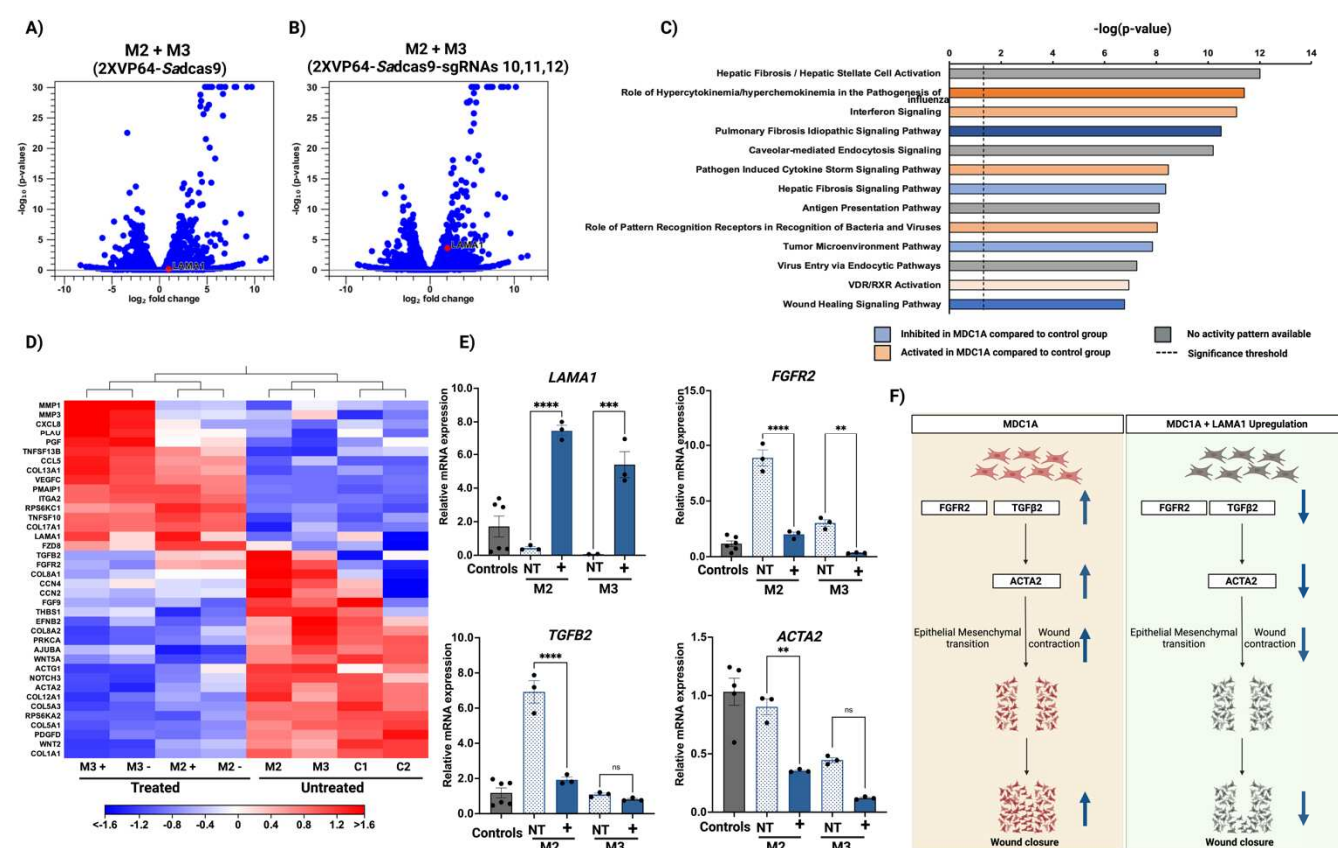 A)
M2 + M3
(2XVP64-Sadcas9)
30
25
20
15
10
5
0
-log10 (p-values)
LAMA1
-10
-5
0
5
10
log2 fold change
B)
M2 + M3
(2XVP64-Sadcas9-sgRNAs 10,11,12)
30
25
20
15
10
5
0
-log10 (p-values)
LAMA1
-10
-5
0
5
10
log2 fold change
C)
-log(p-value)
0 2 4 6 8 10 12 14
Hepatic Fibrosis / Hepatic Stellate Cell Activation
Role of Hypercytokinemia/hyperchemokinemia in the Pathogenesis of
influenza
Interferon Signaling
Pulmonary Fibrosis Idiopathic Signaling Pathway
Caveolar-mediated Endocytosis Signaling
Pathogen Induced Cytokine Storm Signaling Pathway
Hepatic Fibrosis Signaling Pathway
Antigen Presentation Pathway
Role of Pattern Recognition Receptors in Recognition of Bacteria and Viruses
Tumor Microenvironment Pathway
Virus Entry via Endocytic Pathways
VDR/RXR Activation
Wound Healing Signaling Pathway
Inhibited in MDC1A compared to control group
Activated in MDC1A compared to control group
No activity pattern available
Significance threshold
D)
MMP1
MMP3
CXCL8
PLAU
PGF
TNFSF13B
CCL5
COL13A1
VEGFC
PMAIP1
ITGA2
RPS6KC1
TNFSF10
COL17A1
LAMA1
FZD8
TGFB2
FGFR2
COL8A1
CCN4
CCN2
FGF9
THBS1
EFNB2
COL8A2
PRKCA
AJUBA
WNT5A
ACTG1
NOTCH3
ACTA2
COL12A1
COL5A3
RPS6KA2
COL5A1
PDGFD
WNT2
COL1A1
M3 + M3 - M2 + M2 - M2 M3 C1 C2
Treated Untreated
<-1.6 -1.2 -0.8 0.4 0 0.4 0.8 1.2 >1.6
E)
LAMA1
Relative mRNA expression
8.0
6.0
4.0
2.0
0.0
**** ***
Controls NT + NT +
M2 M3
FGFR2
Relative mRNA expression
15.0
10.0
5.0
0.0
**** **
Controls NT + NT +
M2 M3
TGFB2
Relative mRNA expression
10.0
8.0
6.0
4.0
2.0
0.0
**** ns
Controls NT + NT +
M2 M3
ACTA2
Relative mRNA expression
1.5
1.0
0.5
0.0
** ns
Controls NT + NT +
M2 M3
F)
MDC1A
FGFR2 TGFβ2
ACTA2
Epithelial Mesenchymal
transition
Wound
contraction
Wound closure
MDC1A + LAMA1 Upregulation
FGFR2 TGFβ2
ACTA2
Epithelial Mesenchymal
transition
Wound
contraction
Wound closure